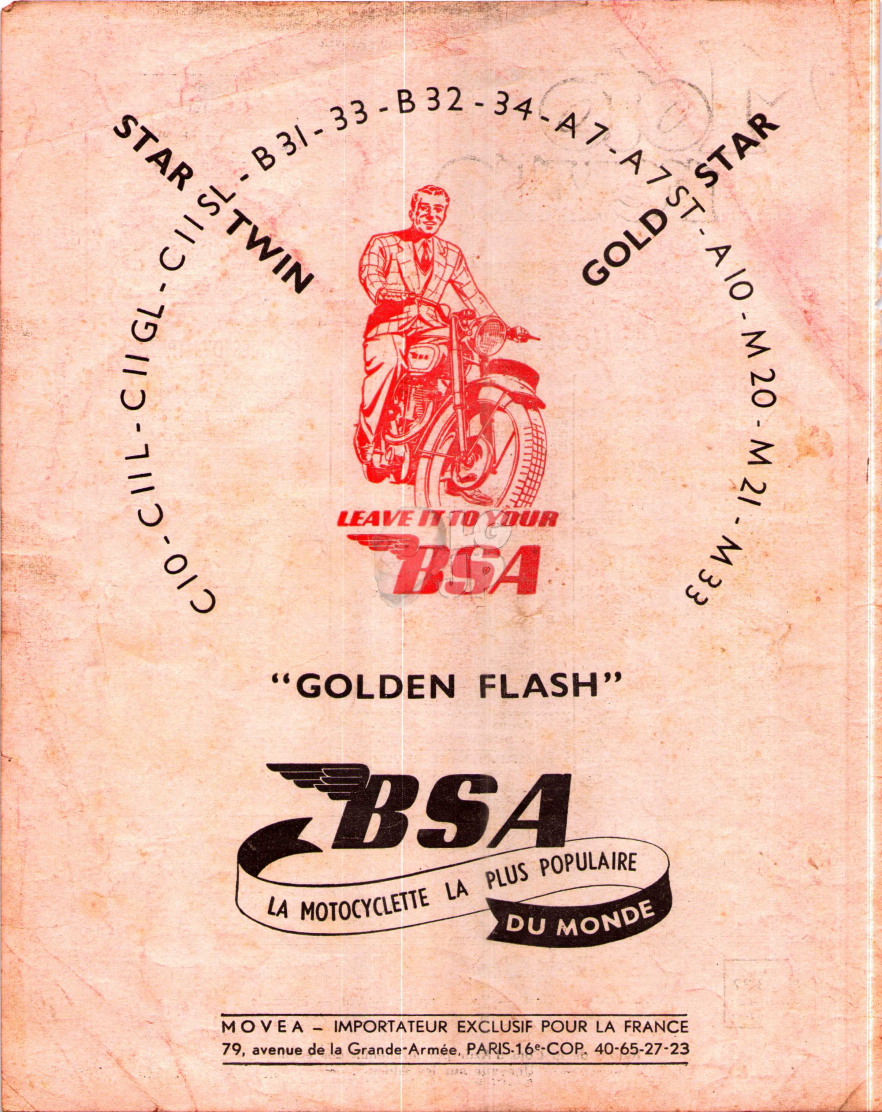 C10 - C11L - C11GL - C11SL - B31 - 33 - B32 - 34 - A7 - A7ST - A10 - M20 - M21 - M33
STAR TWIN
GOLD STAR
BSA
LEAVE IT TO YOUR
BSA
“GOLDEN FLASH”
BSA
LA MOTOCYCLETTE LA PLUS POPULAIRE
DU MONDE
MOVEA – IMPORTATEUR EXCLUSIF POUR LA FRANCE
79, avenue de la Grande-Armée, PARIS-16e-COP. 40-65-27-23